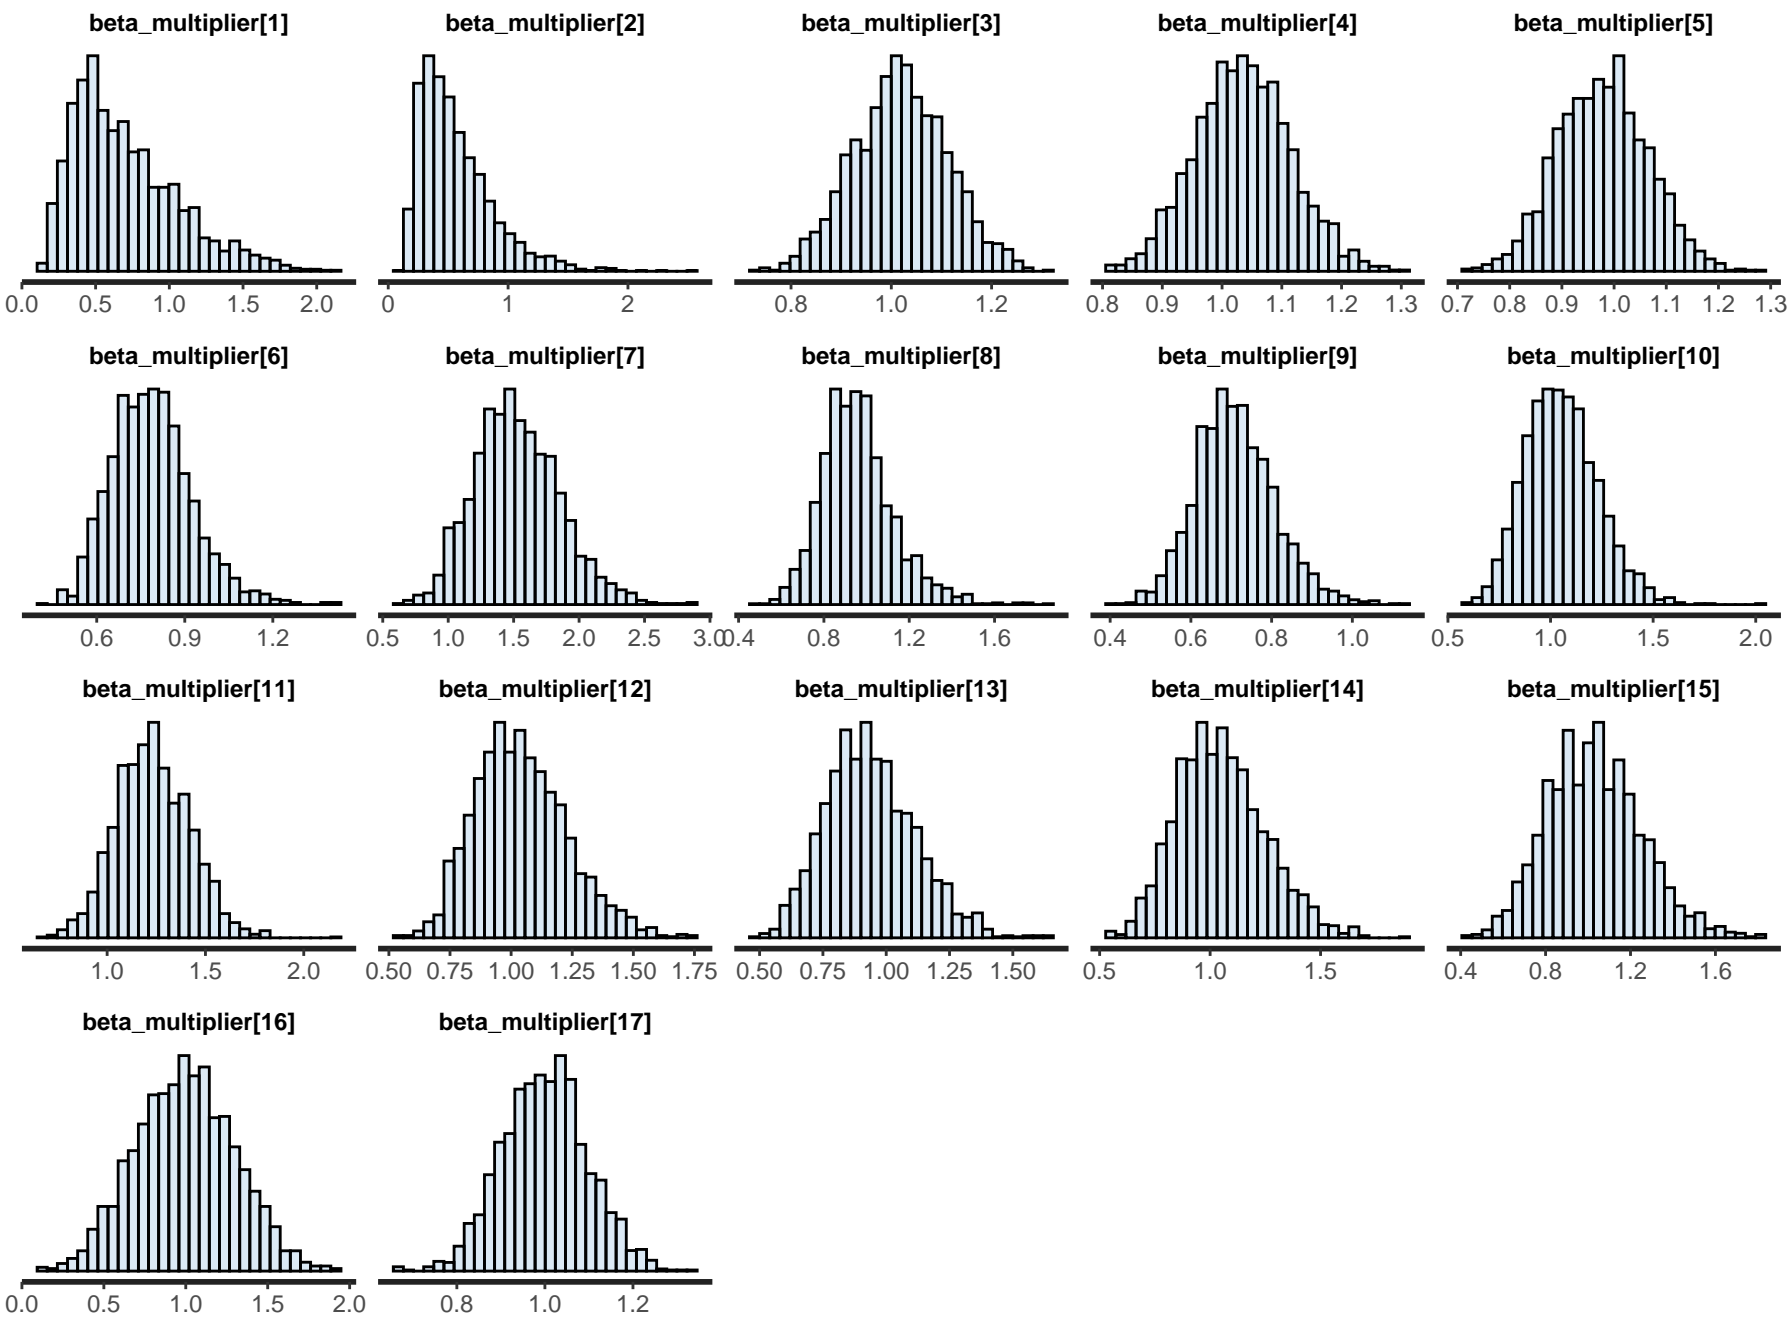 beta_multiplier[1] beta_multiplier[2] beta_multiplier[3] beta_multiplier[4] beta_multiplier[5]
0.0 0.5 1.0 1.5 2.0 0 1 2 0.8 1.0 1.2 0.8 0.9 1.0 1.1 1.2 1.3 0.7 0.8 0.9 1.0 1.1 1.2 1.3
beta_multiplier[6] beta_multiplier[7] beta_multiplier[8] beta_multiplier[9] beta_multiplier[10]
0.6 0.9 1.2 0.5 1.0 1.5 2.0 2.5 3.0 0.4 0.8 1.2 1.6 0.4 0.6 0.8 1.0 0.5 1.0 1.5 2.0
beta_multiplier[11] beta_multiplier[12] beta_multiplier[13] beta_multiplier[14] beta_multiplier[15]
1.0 1.5 2.0 0.50 0.75 1.00 1.25 1.50 1.75 0.50 0.75 1.00 1.25 1.50 0.5 1.0 1.5 0.4 0.8 1.2 1.6
beta_multiplier[16] beta_multiplier[17]
0.0 0.5 1.0 1.5 2.0 0.8 1.0 1.2